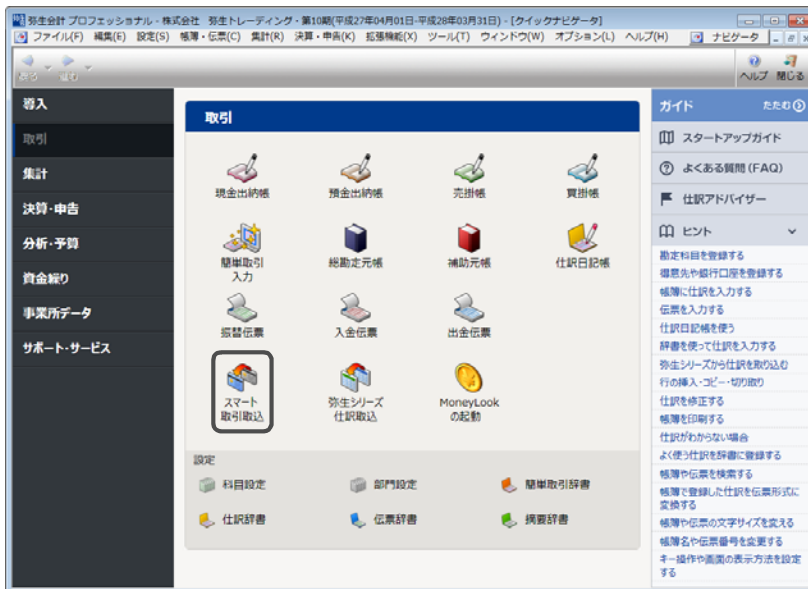 弥生会計 プロフェッショナル - 株式会社 弥生トレーディング - 第10期(平成27年04月01日-平成28年03月31日) - [クイックナビゲータ]
ファイル(F) 編集(E) 設定(S) 帳簿・伝票(C) 集計(R) 決算・申告(K) 拡張機能(X) ツール(T) ウィンドウ(W) オプション(L) ヘルプ(H) ナビゲータ
戻る 進む ヘルプ 閉じる
導入
取引
集計
決算・申告
分析・予算
資金繰り
事業所データ
サポート・サービス
取引
現金出納帳 預金出納帳 売掛帳 買掛帳
簡単取引 総勘定元帳 補助元帳 仕訳日記帳
入力
振替伝票 入金伝票 出金伝票
スマート 弥生シリーズ MoneyLook
取引取込 仕訳取込 の起動
設定
科目設定 部門設定 簡単取引辞書
仕訳辞書 伝票辞書 摘要辞書
ガイド たたむ
スタートアップガイド
よくある質問(FAQ)
仕訳アドバイザー
ヒント
勘定科目を登録する
得意先や銀行口座を登録する
帳簿に仕訳を入力する
伝票を入力する
仕訳日記帳を使う
辞書を使って仕訳を入力する
弥生シリーズから仕訳を取り込む
行の挿入・コピー・切り取り
仕訳を修正する
帳簿を印刷する
仕訳がわからない場合
よく使う仕訳を辞書に登録する
帳簿や伝票を検索する
帳簿で登録した仕訳を伝票形式に
変換する
帳簿や伝票の文字サイズを変える
帳簿名や伝票番号を変更する
キー操作や画面の表示方法を設定
する